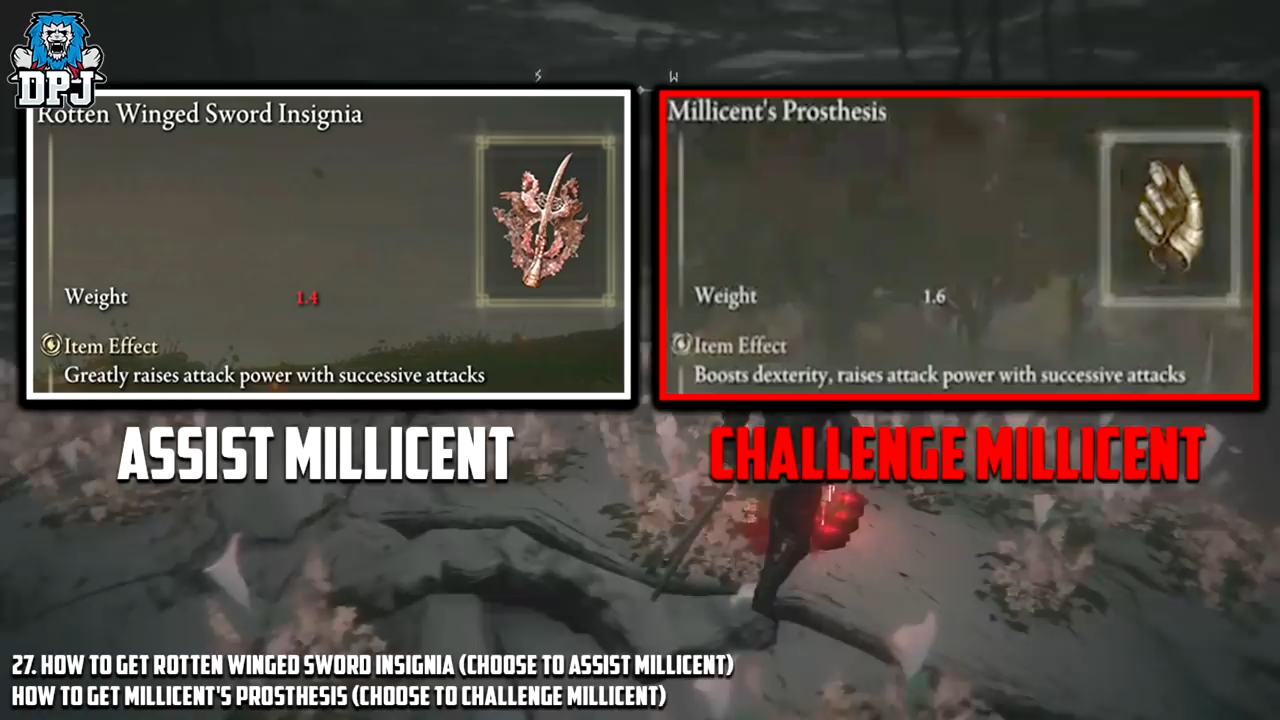 S W
DPJ
Rotten Winged Sword Insignia
Weight 1.4
Item Effect
Greatly raises attack power with successive attacks
Millicent's Prosthesis
Weight 1.6
Item Effect
Boosts dexterity, raises attack power with successive attacks
ASSIST MILLICENT
CHALLENGE MILLICENT
27. HOW TO GET ROTTEN WINGED SWORD INSIGNIA (CHOOSE TO ASSIST MILLICENT)
HOW TO GET MILLICENT'S PROSTHESIS (CHOOSE TO CHALLENGE MILLICENT)